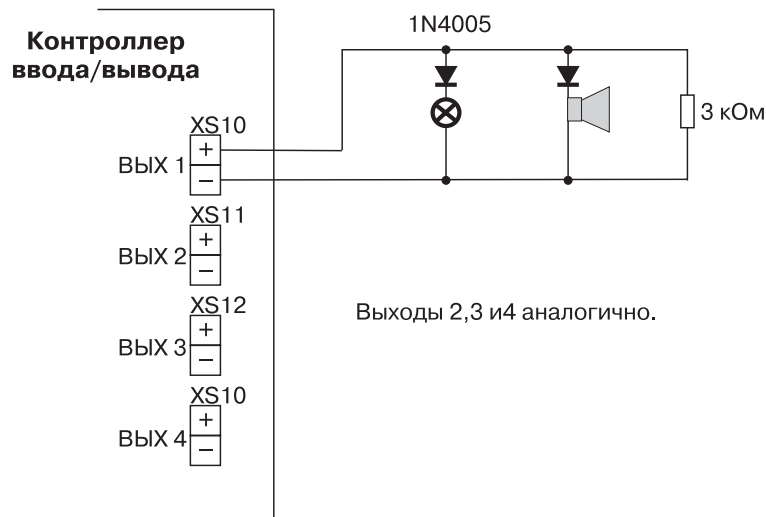 1N4005
Контроллер
ввода/вывода
XS10
ВЫХ 1
+
−
3 кОм
XS11
ВЫХ 2
+
−
XS12
ВЫХ 3
+
−
Выходы 2,3 и4 аналогично.
XS10
ВЫХ 4
+
−